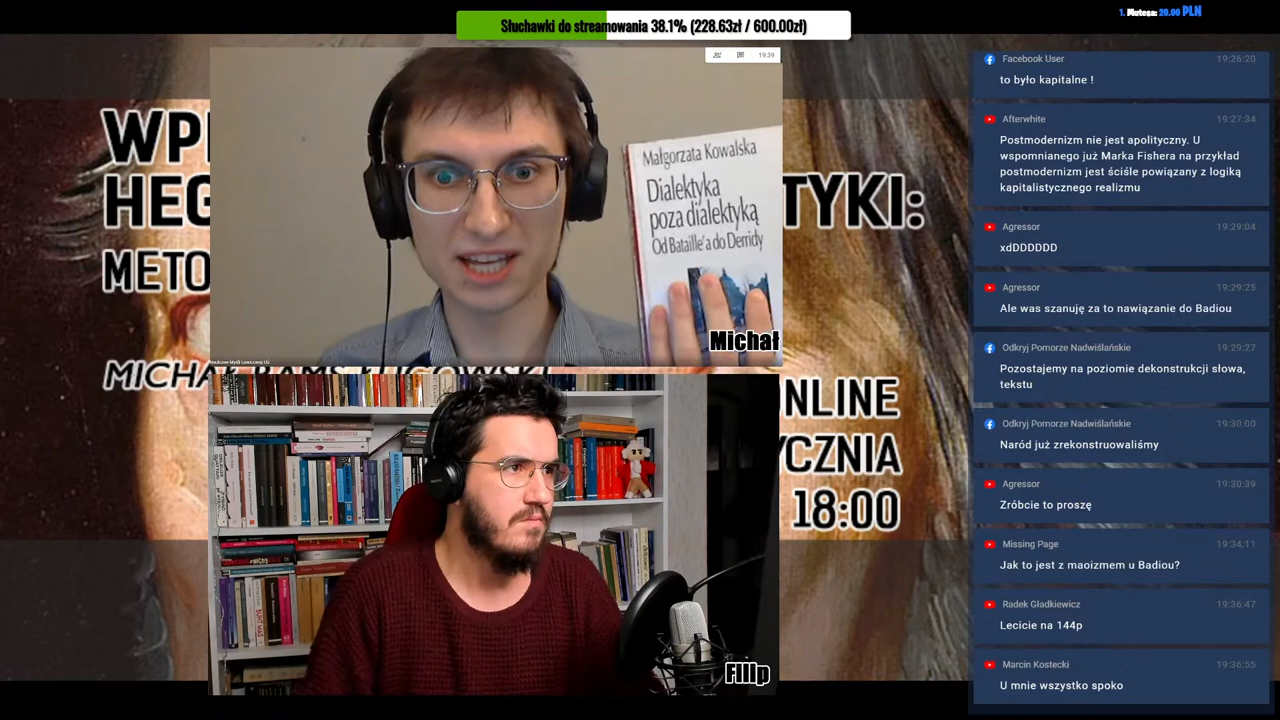 Słuchawki do streamowania 38.1% (228.63zł / 600.00zł)
1. Mutesa: 20.00 PLN
19:39
Małgorzata Kowalska
Dialektyka
poza dialektyką
Od Bataille'a do Derridy
Michał
WP
HEG
TYKI:
METO
MICHAŁ
NLINE
YCZNIA
18:00
Filip
Facebook User 19:26:20
to było kapitalne !
Afterwhite 19:27:34
Postmodernizm nie jest apolityczny. U
wspomnianego już Marka Fishera na przykład
postmodernizm jest ściśle powiązany z logiką
kapitalistycznego realizmu
Agressor 19:29:04
xdDDDDDD
Agressor 19:29:25
Ale was szanuję za to nawiązanie do Badiou
Odkryj Pomorze Nadwiślańskie 19:29:27
Pozostajemy na poziomie dekonstrukcji słowa,
tekstu
Odkryj Pomorze Nadwiślańskie 19:30:00
Naród już zrekonstruowaliśmy
Agressor 19:30:39
Zróbcie to proszę
Missing Page 19:34:11
Jak to jest z maoizmem u Badiou?
Radek Gładkiewicz 19:36:47
Lecicie na 144p
Marcin Kostecki 19:36:55
U mnie wszystko spoko